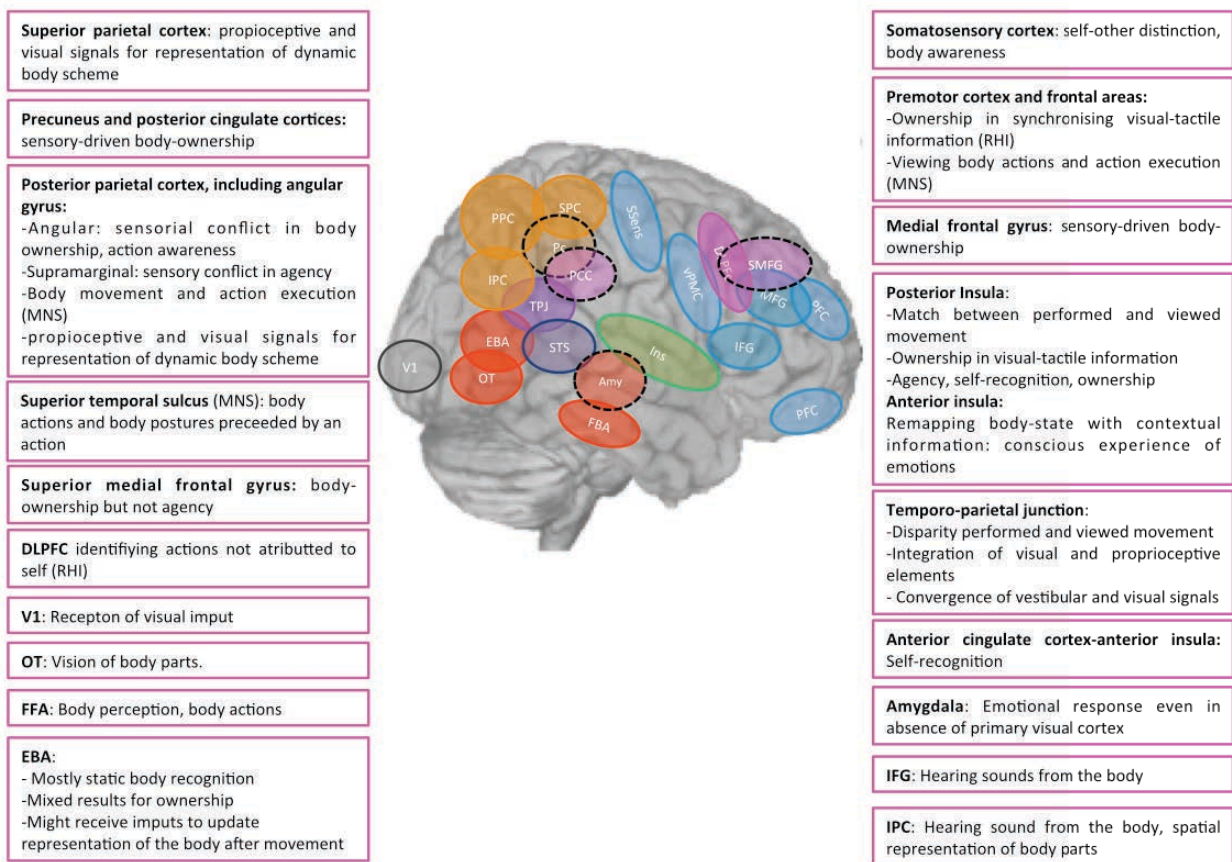 Superior parietal cortex: propioceptive and
visual signals for representation of dynamic
body scheme
Precuneus and posterior cingulate cortices:
sensory-driven body-ownership
Posterior parietal cortex, including angular
gyrus:
-Angular: sensorial conflict in body
ownership, action awareness
-Supramarginal: sensory conflict in agency
-Body movement and action execution
(MNS)
-propioceptive and visual signals for
representation of dynamic body scheme
Superior temporal sulcus (MNS): body
actions and body postures preceeded by an
action
Superior medial frontal gyrus: body-
ownership but not agency
DLPFC identifiying actions not atributted to
self (RHI)
V1: Recepton of visual imput
OT: Vision of body parts.
FFA: Body perception, body actions
EBA:
- Mostly static body recognition
-Mixed results for ownership
-Might receive imputs to update
representation of the body after movement
PPC
SPC
SSens
IPC
PCC
TPJ
EBA
STS
V1
OT
Amy
FBA
Ins
vPMC
SMFG
MFG
PFC
IFG
PFC
Somatosensory cortex: self-other distinction,
body awareness
Premotor cortex and frontal areas:
-Ownership in synchronising visual-tactile
information (RHI)
-Viewing body actions and action execution
(MNS)
Medial frontal gyrus: sensory-driven body-
ownership
Posterior Insula:
-Match between performed and viewed
movement
-Ownership in visual-tactile information
-Agency, self-recognition, ownership
Anterior insula:
Remapping body-state with contextual
information: conscious experience of
emotions
Temporo-parietal junction:
-Disparity performed and viewed movement
-Integration of visual and proprioceptive
elements
- Convergence of vestibular and visual signals
Anterior cingulate cortex-anterior insula:
Self-recognition
Amygdala: Emotional response even in
absence of primary visual cortex
IFG: Hearing sounds from the body
IPC: Hearing sound from the body, spatial
representation of body parts